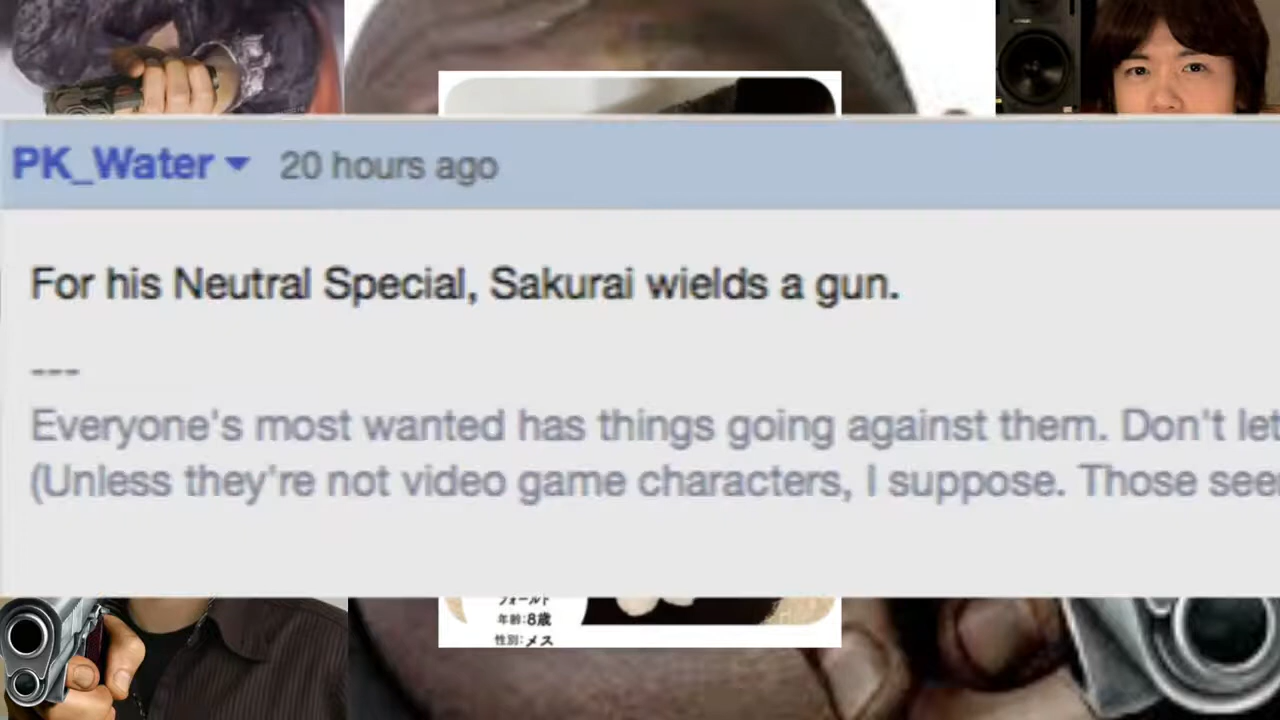 PK_Water 20 hours ago
For his Neutral Special, Sakurai wields a gun.
---
Everyone's most wanted has things going against them. Don't let
(Unless they're not video game characters, I suppose. Those
フォールド
年齢:8歳
性別:メス